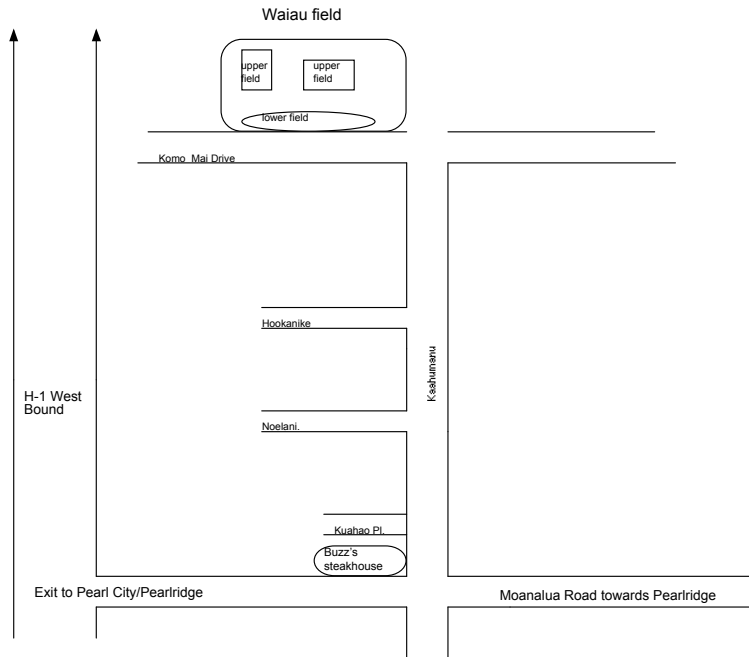 Waiau field
upper
field
upper
field
lower field
Komo Mai Drive
Hookanike
Kaahumanu
H-1 West
Bound
Noelani.
Kuahao Pl.
Buzz's
steakhouse
Exit to Pearl City/Pearlridge
Moanalua Road towards Pearlridge